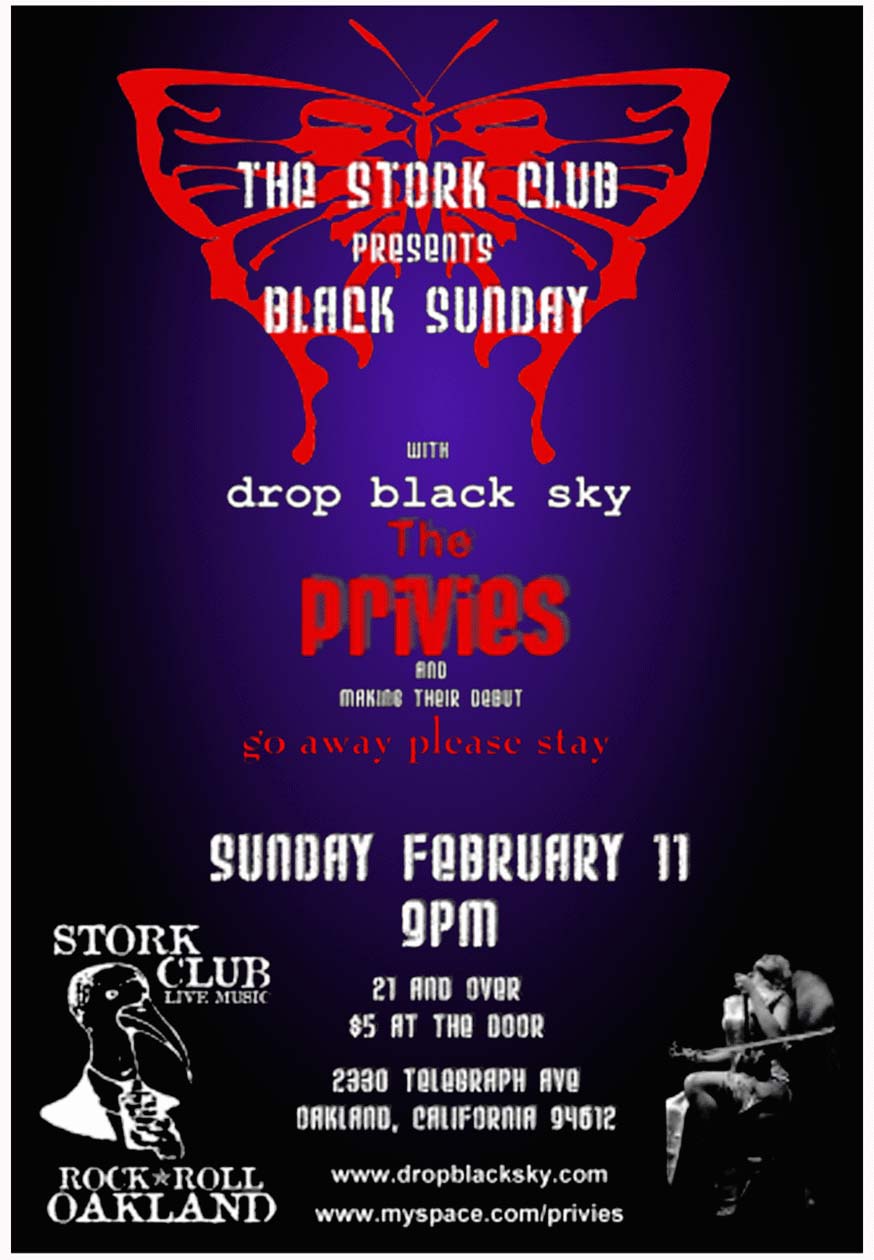 THE STORK CLUB
PRESENTS
BLACK SUNDAY
WITH
drop black sky
The
Privies
AND
MAKING THEIR DEBUT
go away please stay
SUNDAY FEBRUARY 11
9PM
21 AND OVER
$5 AT THE DOOR
2330 TELEGRAPH AVE
OAKLAND, CALIFORNIA 94612
www.dropblacksky.com
www.myspace.com/privies
STORK
CLUB
LIVE MUSIC
ROCK★ROLL
OAKLAND